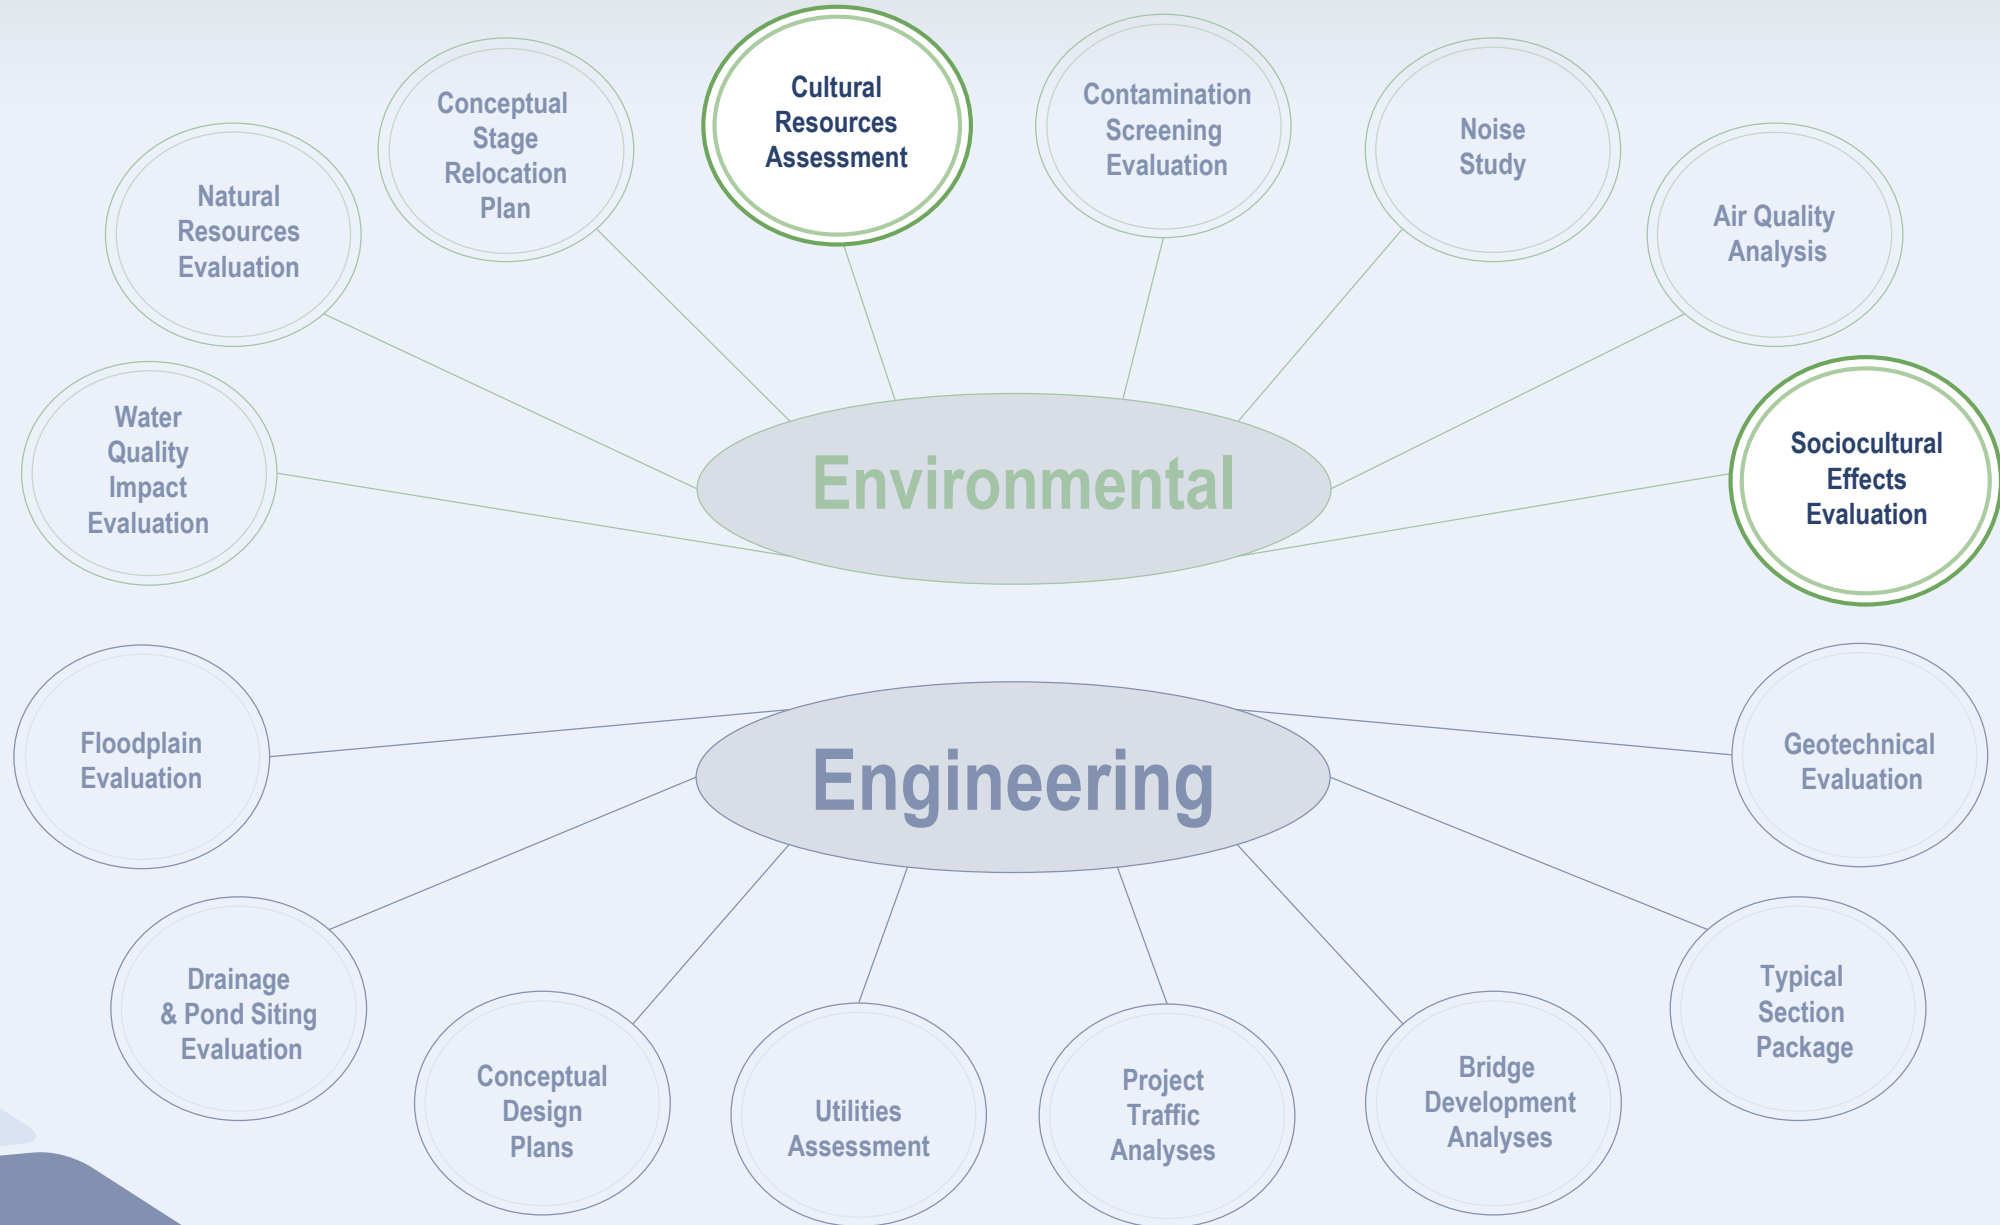 Cultural
Resources
Assessment
Conceptual
Stage
Relocation
Plan
Contamination
Screening
Evaluation
Noise
Study
Natural
Resources
Evaluation
Air Quality
Analysis
Water
Quality
Impact
Evaluation
Environmental
Sociocultural
Effects
Evaluation
Floodplain
Evaluation
Engineering
Geotechnical
Evaluation
Drainage
& Pond Siting
Evaluation
Conceptual
Design
Plans
Utilities
Assessment
Project
Traffic
Analyses
Bridge
Development
Analyses
Typical
Section
Package